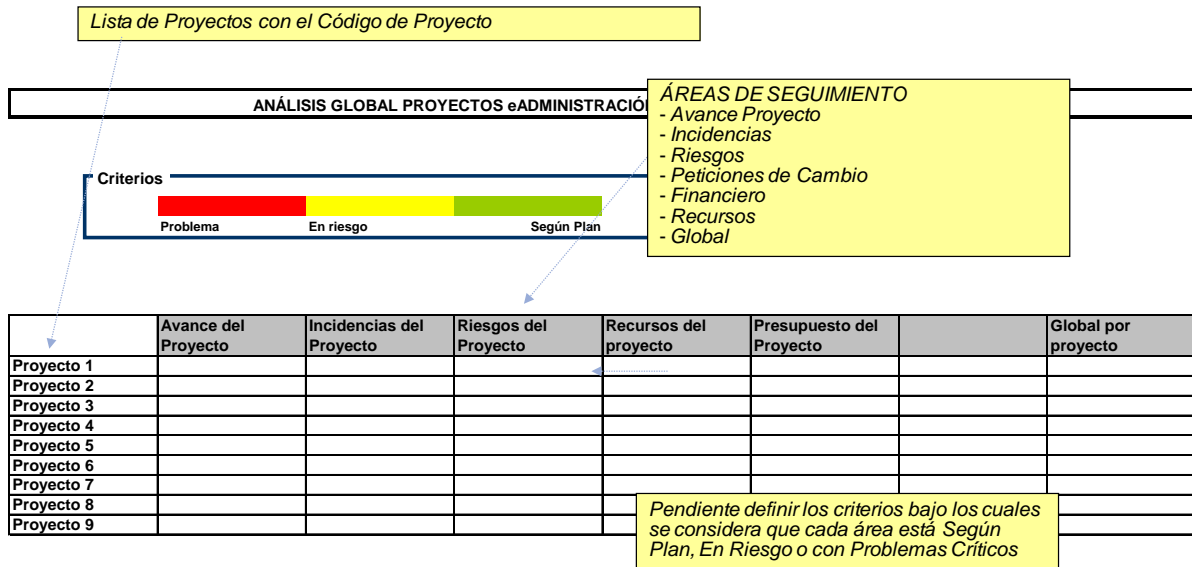 Lista de Proyectos con el Código de Proyecto
ANÁLISIS GLOBAL PROYECTOS eADMINISTRACIÓN
ÁREAS DE SEGUIMIENTO
- Avance Proyecto
- Incidencias
- Riesgos
- Peticiones de Cambio
- Financiero
- Recursos
- Global
Criterios
Problema En riesgo Según Plan
Avance del Incidencias del Riesgos del Recursos del Presupuesto del Global por
Proyecto Proyecto Proyecto proyecto Proyecto proyecto
Proyecto 1
Proyecto 2
Proyecto 3
Proyecto 4
Proyecto 5
Proyecto 6
Proyecto 7
Proyecto 8
Proyecto 9
Pendiente definir los criterios bajo los cuales
se considera que cada área está Según
Plan, En Riesgo o con Problemas Críticos